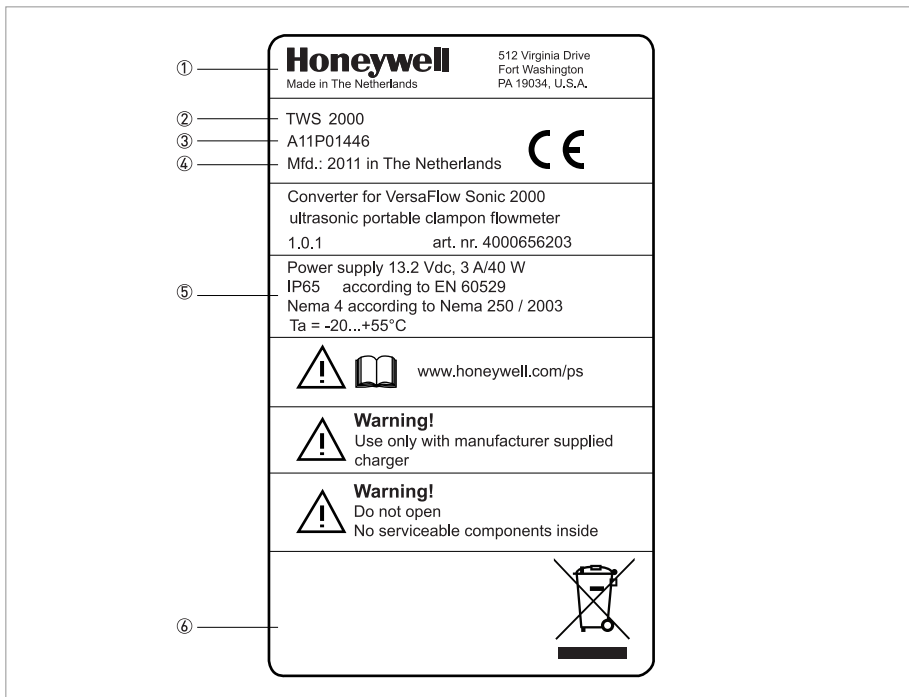 ① Honeywell
Made in The Netherlands
512 Virginia Drive
Fort Washington
PA 19034, U.S.A.
② TWS 2000
③ A11P01446
④ Mfd.: 2011 in The Netherlands
CE
Converter for VersaFlow Sonic 2000
ultrasonic portable clampon flowmeter
1.0.1 art. nr. 4000656203
⑤ Power supply 13.2 Vdc, 3 A/40 W
IP65 according to EN 60529
Nema 4 according to Nema 250 / 2003
Ta = -20...+55°C
www.honeywell.com/ps
Warning!
Use only with manufacturer supplied
charger
Warning!
Do not open
No serviceable components inside
⑥